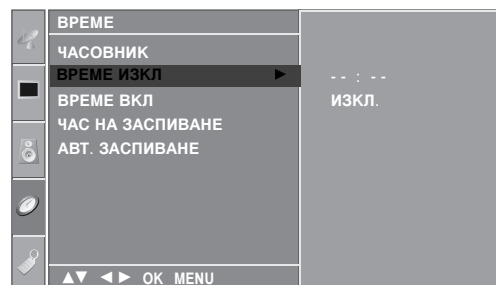 ВРЕМЕ
ЧАСОВНИК
ВРЕМЕ ИЗКЛ ►
- - : - -
ВРЕМЕ ВКЛ
ИЗКЛ.
ЧАС НА ЗАСПИВАНЕ
АВТ. ЗАСПИВАНЕ
▲▼ ◄► OK MENU